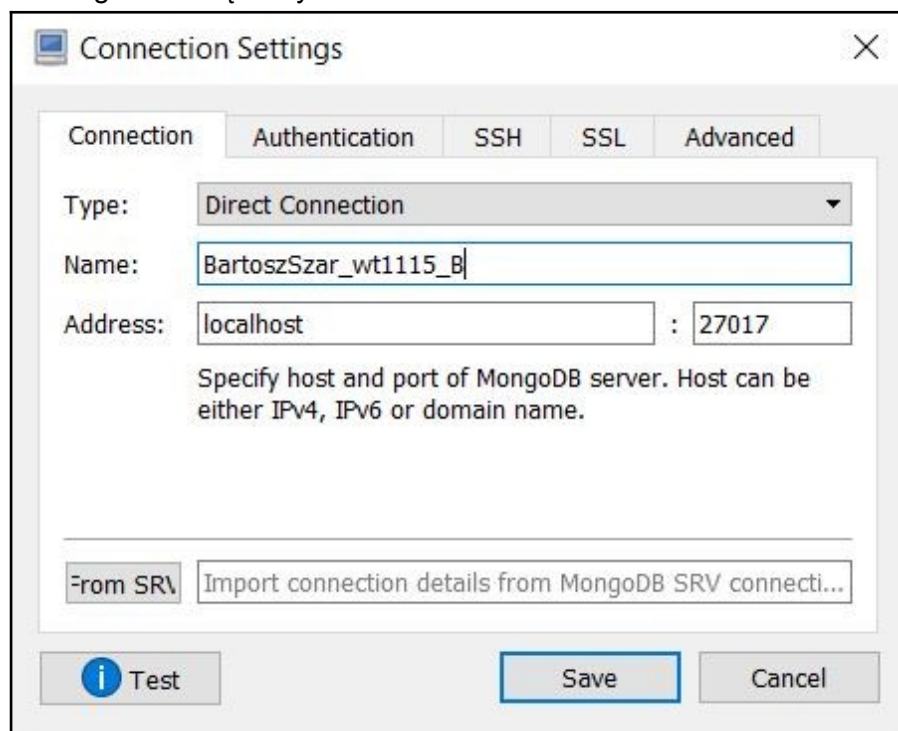 Connection Settings
Connection Authentication SSH SSL Advanced
Type: Direct Connection
Name: BartoszSzar_wt1115_B
Address: localhost : 27017
Specify host and port of MongoDB server. Host can be
either IPv4, IPv6 or domain name.
From SRV Import connection details from MongoDB SRV connecti...
Test Save Cancel